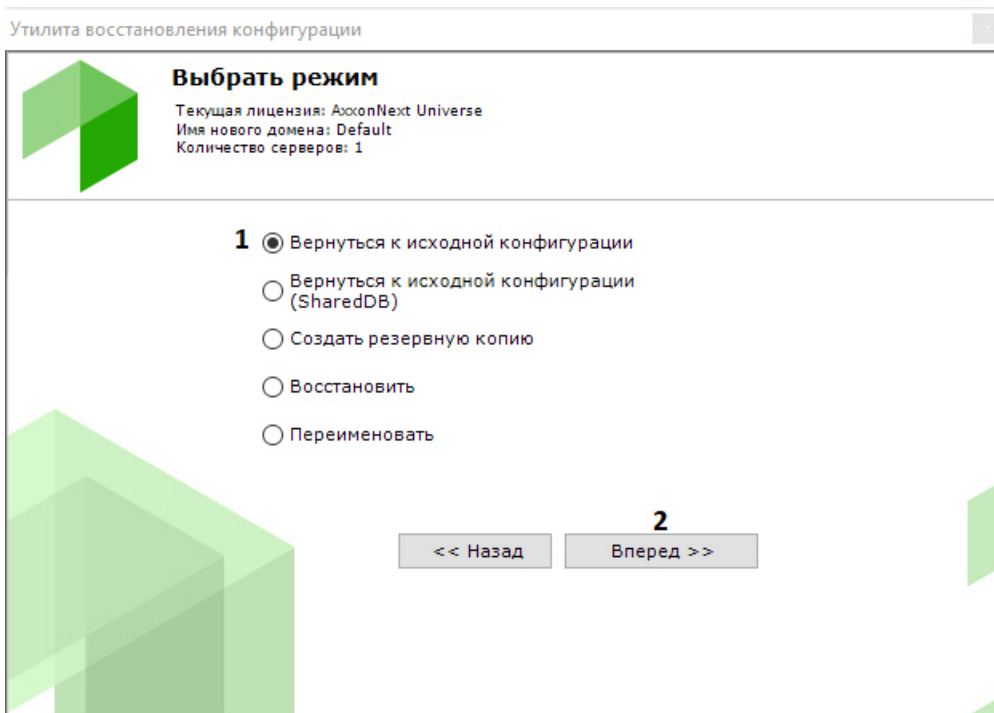 Утилита восстановления конфигурации
x
Выбрать режим
Текущая лицензия: AxxonNext Universe
Имя нового домена: Default
Количество серверов: 1
1 Вернуться к исходной конфигурации
Вернуться к исходной конфигурации
(SharedDB)
Создать резервную копию
Восстановить
Переименовать
2
<< Назад Вперед >>